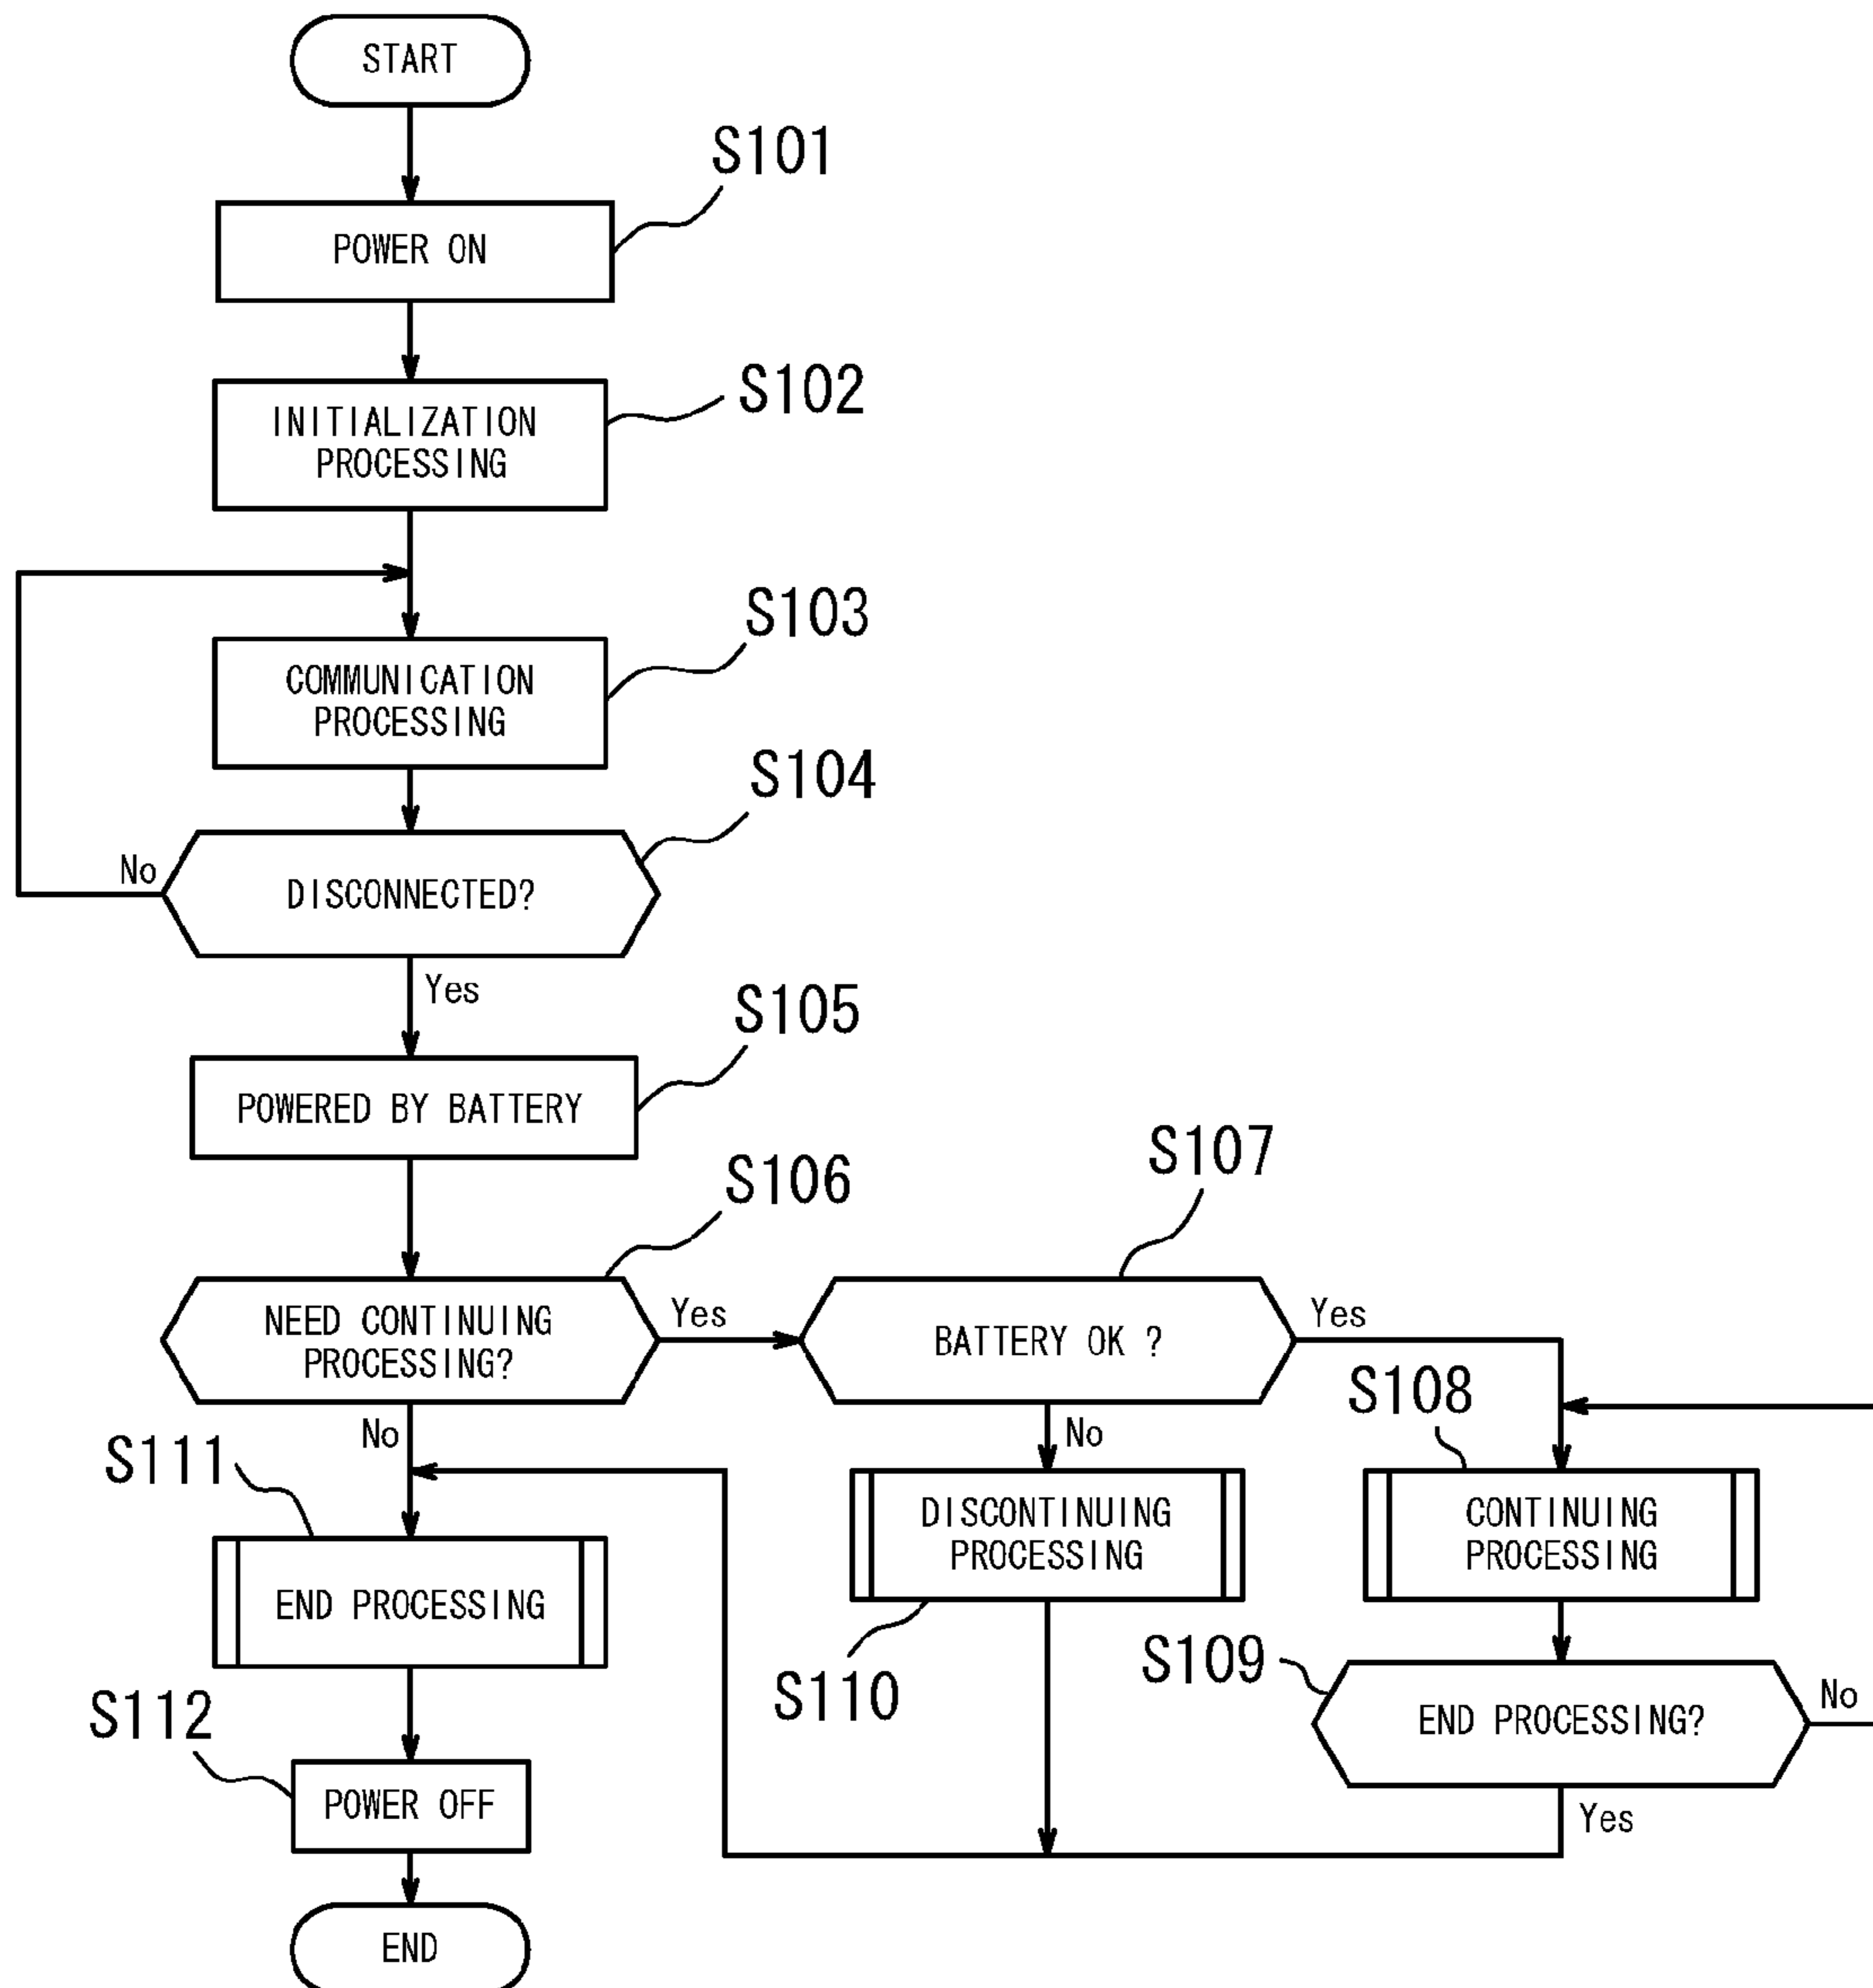 START
S101
POWER ON
S102
INITIALIZATION
PROCESSING
S103
COMMUNICATION
PROCESSING
S104
No
DISCONNECTED?
Yes
S105
POWERED BY BATTERY
S106
S107
NEED CONTINUING
PROCESSING?
Yes
BATTERY OK ?
Yes
S108
No
No
S111
DISCONTINUING
PROCESSING
CONTINUING
PROCESSING
END PROCESSING
S109
S110
END PROCESSING?
No
S112
POWER OFF
Yes
END